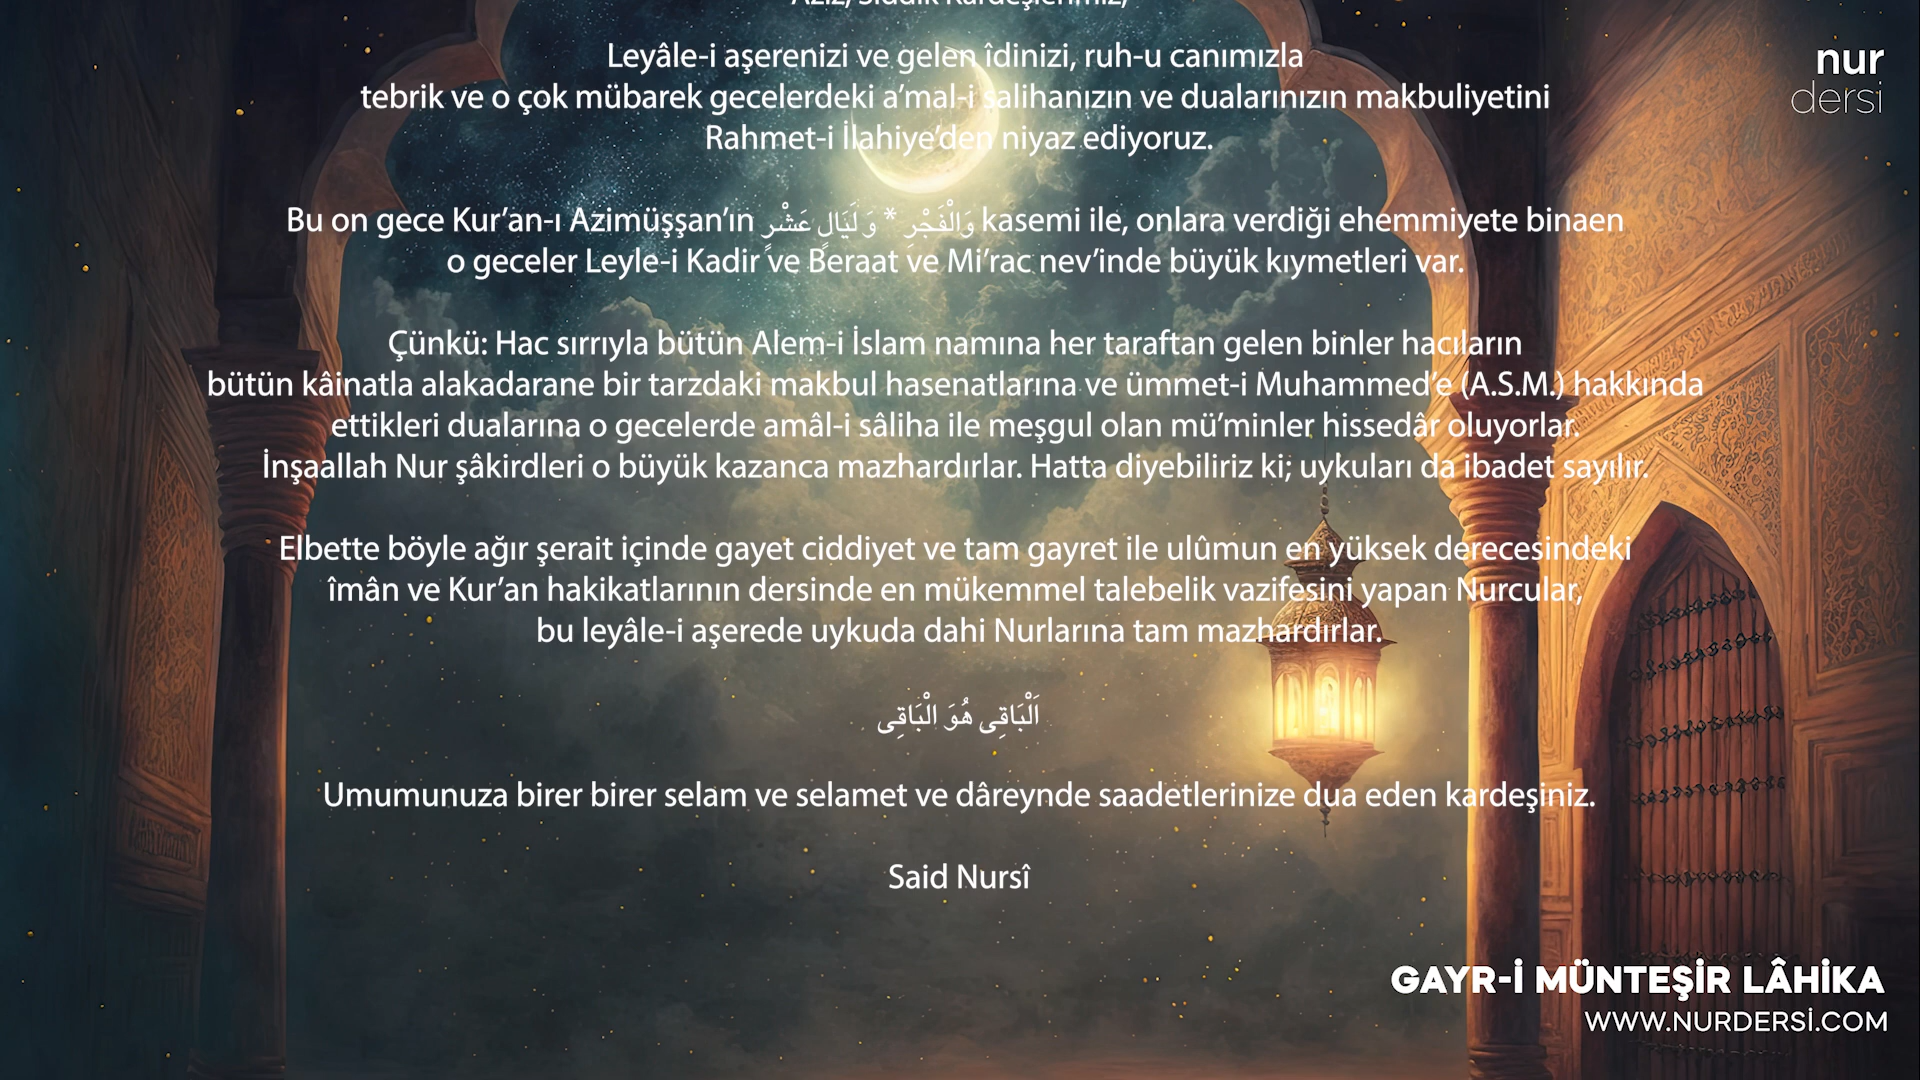 Aziz, Sıddık Kardeşlerimiz,
nur
dersi
Leyâle-i aşerenizi ve gelen îdinizi, ruh-u canımızla
tebrik ve o çok mübarek gecelerdeki a’mal-i salihanızın ve dualarınızın makbuliyetini
Rahmet-i İlahiye’den niyaz ediyoruz.
Bu on gece Kur’an-ı Azimüşşan’ın وَالْفَجْرِ * وَ لَيَالٍ عَشْرٍ kasemi ile, onlara verdiği ehemmiyete binaen
o geceler Leyle-i Kadir ve Beraat ve Mi’rac nev’inde büyük kıymetleri var.
Çünkü: Hac sırrıyla bütün Alem-i İslam namına her taraftan gelen binler hacıların
bütün kâinatla alakadarane bir tarzdaki makbul hasenatlarına ve ümmet-i Muhammed’e (A.S.M.) hakkında
ettikleri dualarına o gecelerde amâl-i sâliha ile meşgul olan mü’minler hissedâr oluyorlar.
İnşaallah Nur şâkirdleri o büyük kazanca mazhardırlar. Hatta diyebiliriz ki; uykuları da ibadet sayılır.
Elbette böyle ağır şerait içinde gayet ciddiyet ve tam gayret ile ulûmun en yüksek derecesindeki
îmân ve Kur’an hakikatlarının dersinde en mükemmel talebelik vazifesini yapan Nurcular,
bu leyâle-i aşerede uykuda dahi Nurlarına tam mazhardırlar.
اَلْبَاقِى هُوَ الْبَاقِى
Umumunuza birer birer selam ve selamet ve dâreynde saadetlerinize dua eden kardeşiniz.
Said Nursî
GAYR-İ MÜNTEŞİR LÂHİKA
WWW.NURDERSİ.COM